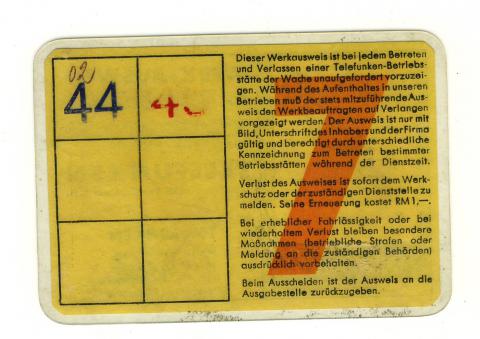 02
44
Dieser Werkausweis ist bei jedem Betreten
und Verlassen einer Telefunken-Betriebs-
stätte der Wache unaufgefordert vorzuzei-
gen. Während des Aufenthaltes in unseren
Betrieben muß der stets mitzuführende Aus-
weis den Werkbeauftragten auf Verlangen
vorgezeigt werden. Der Ausweis ist nur mit
Bild, Unterschrift des Inhabers und der Firma
gültig und berechtigt durch unterschiedliche
Kennzeichnung zum Betreten bestimmter
Betriebsstätten während der Dienstzeit.
Verlust des Ausweises ist sofort dem Werk-
schutz oder der zuständigen Dienststelle zu
melden. Seine Erneuerung kostet RM 1,—.
Bei erheblicher Fahrlässigkeit oder bei
wiederholtem Verlust bleiben besondere
Maßnahmen (betriebliche Strafen oder
Meldung an die zuständigen Behörden)
ausdrücklich vorbehalten.
Beim Ausscheiden ist der Ausweis an die
Ausgabestelle zurückzugeben.